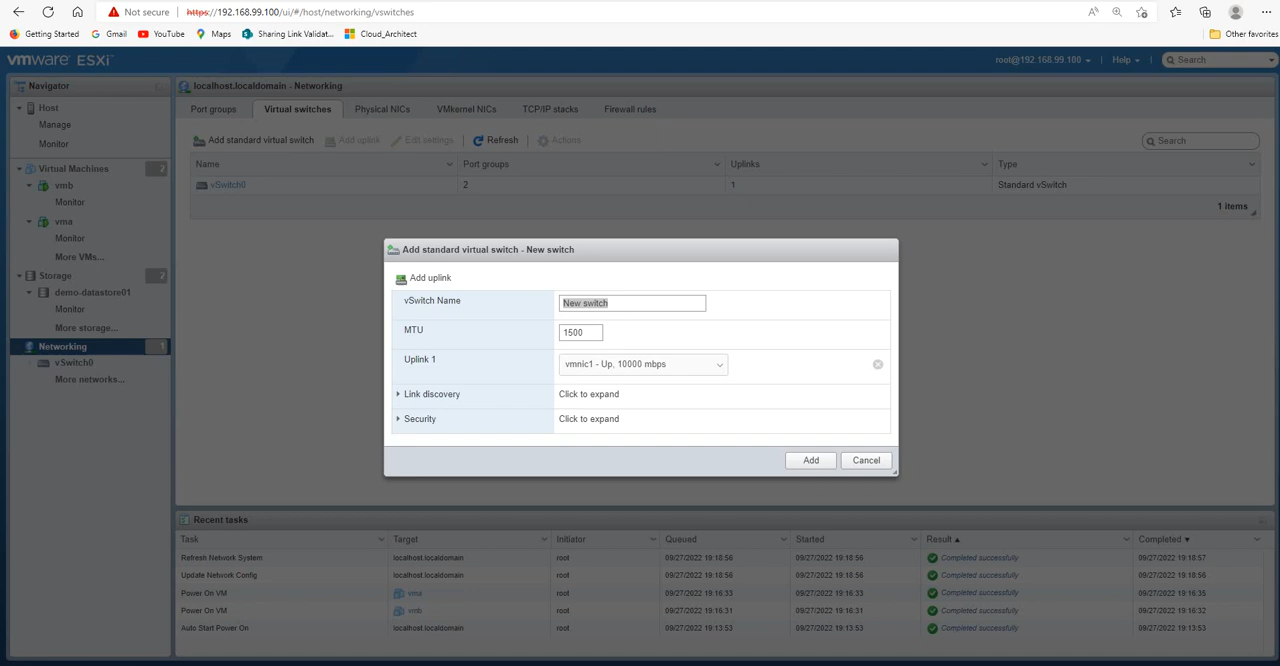 Not secure https://192.168.99.100/ui/#/host/networking/vswitches
Getting Started Gmail YouTube Maps Sharing Link Validat... Cloud_Architect Other favorites
vmware ESXi root@192.168.99.100 Help Search
Navigator
Host
Manage
Monitor
Virtual Machines 2
vmb
Monitor
vma
Monitor
More VMs...
Storage 2
demo-datastore01
Monitor
More storage...
Networking 1
vSwitch0
More networks...
localhost.localdomain - Networking
Port groups Virtual switches Physical NICs VMkernel NICs TCP/IP stacks Firewall rules
Add standard virtual switch Add uplink Edit settings Refresh Actions Search
Name Port groups Uplinks Type
vSwitch0 2 1 Standard vSwitch
1 items
Add standard virtual switch - New switch
Add uplink
vSwitch Name New switch
MTU 1500
Uplink 1 vmnic1 - Up, 10000 mbps
Link discovery Click to expand
Security Click to expand
Add Cancel
Recent tasks
Task Target Initiator Queued Started Result Completed
Refresh Network System localhost.localdomain root 09/27/2022 19:18:56 09/27/2022 19:18:56 Completed successfully 09/27/2022 19:18:57
Update Network Config localhost.localdomain root 09/27/2022 19:18:56 09/27/2022 19:18:56 Completed successfully 09/27/2022 19:18:56
Power On VM vma root 09/27/2022 19:16:33 09/27/2022 19:16:33 Completed successfully 09/27/2022 19:16:35
Power On VM vmb root 09/27/2022 19:16:31 09/27/2022 19:16:31 Completed successfully 09/27/2022 19:16:32
Auto Start Power On localhost.localdomain root 09/27/2022 19:13:53 09/27/2022 19:13:53 Completed successfully 09/27/2022 19:13:53